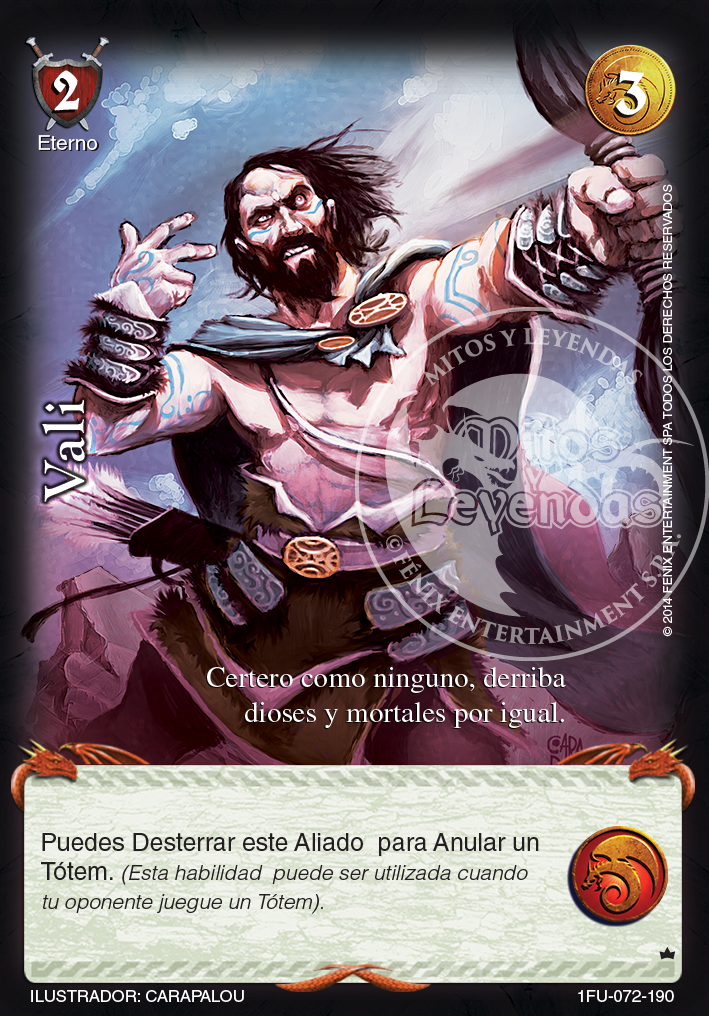 2
3
Eterno
Vali
MITOS Y LEYENDAS
Mitos
Leyendas
© FENIX ENTERTAINMENT S.P.A.
© 2014 FENIX ENTERTAINMENT SPA TODOS LOS DERECHOS RESERVADOS
Certero como ninguno, derriba
dioses y mortales por igual.
Puedes Desterrar este Aliado para Anular un
Tótem. (Esta habilidad puede ser utilizada cuando
tu oponente juegue un Tótem).
ILUSTRADOR: CARAPALOU
1FU-072-190